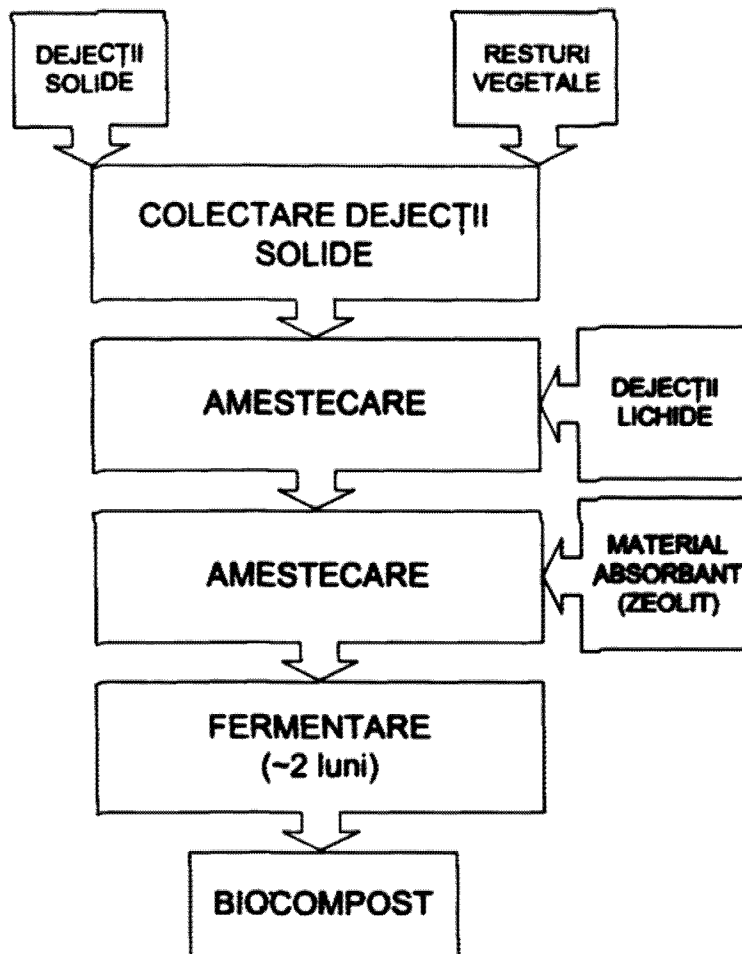 DEJECȚII
SOLIDE
RESTURI
VEGETALE
COLECTARE DEJECȚII
SOLIDE
AMESTECARE
DEJECȚII
LICHIDE
AMESTECARE
MATERIAL
ABSORBANT
(ZEOLIT)
FERMENTARE
(~2 luni)
BIOCOMPOST